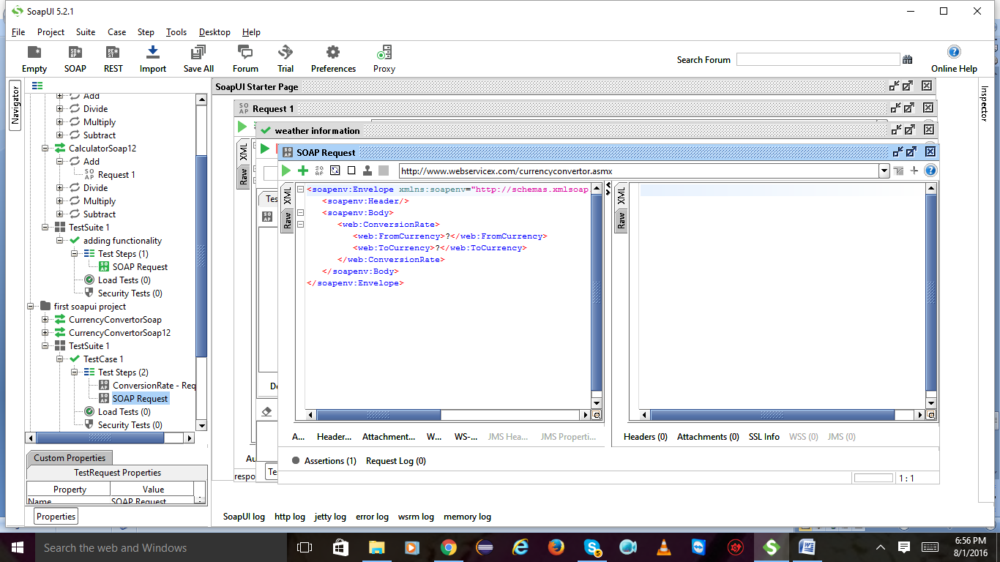 SoapUI 5.2.1
File Project Suite Case Step Tools Desktop Help
Empty SOAP REST Import Save All Forum Trial Preferences Proxy
Search Forum
Online Help
Navigator
Add
Divide
Multiply
Subtract
CalculatorSoap12
Add
Request 1
Divide
Multiply
Subtract
TestSuite 1
adding functionality
Test Steps (1)
SOAP Request
Load Tests (0)
Security Tests (0)
first soapui project
CurrencyConvertorSoap
CurrencyConvertorSoap12
TestSuite 1
TestCase 1
Test Steps (2)
ConversionRate - Req
SOAP Request
Load Tests (0)
Security Tests (0)
Custom Properties
TestRequest Properties
Property Value
Name SOAP Request
Properties
SoapUI Starter Page
Request 1
weather information
SOAP Request
http://www.webservicex.com/currencyconvertor.asmx
XML
Raw
XML
Raw
Tes
De
Au
respo
Te
<soapenv:Envelope xmlns:soapenv="http://schemas.xmlsoap
<soapenv:Header/>
<soapenv:Body>
<web:ConversionRate>
<web:FromCurrency>?</web:FromCurrency>
<web:ToCurrency>?</web:ToCurrency>
</web:ConversionRate>
</soapenv:Body>
</soapenv:Envelope>
XML
Raw
A... Header... Attachment... W... WS-... JMS Hea... JMS Properti...
Headers (0) Attachments (0) SSL Info WSS (0) JMS (0)
Assertions (1) Request Log (0)
1 : 1
Inspector
SoapUI log http log jetty log error log wsrm log memory log
Search the web and Windows
5
6:56 PM
8/1/2016